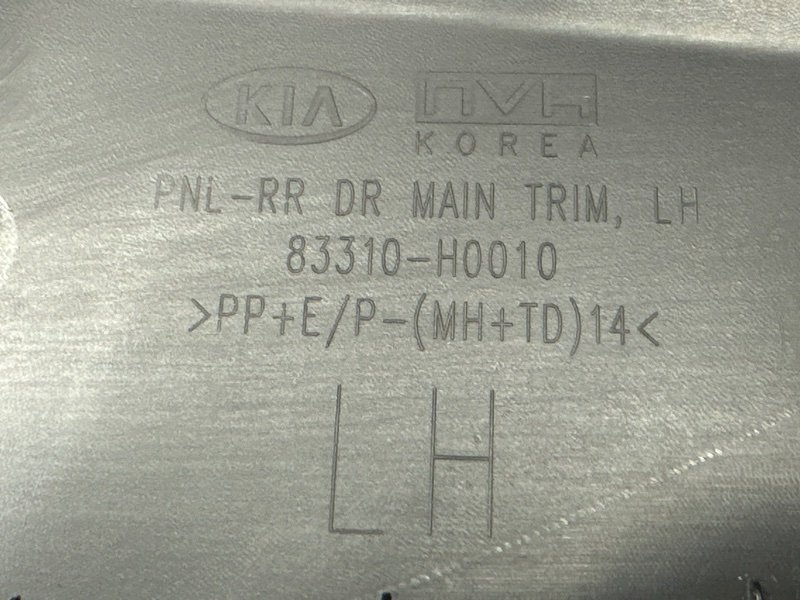 KIA nvh
KOREA
PNL-RR DR MAIN TRIM, LH
83310-H0010
>PP+E/P-(MH+TD)14<
LH